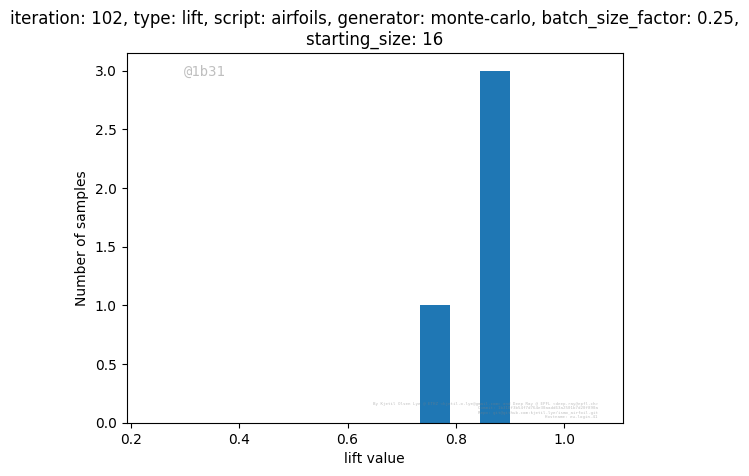 iteration: 102, type: lift, script: airfoils, generator: monte-carlo, batch_size_factor: 0.25,
starting_size: 16
@1b31
3.0
2.5
2.0
1.5
1.0
0.5
0.0
Number of samples
0.2 0.4 0.6 0.8 1.0
lift value